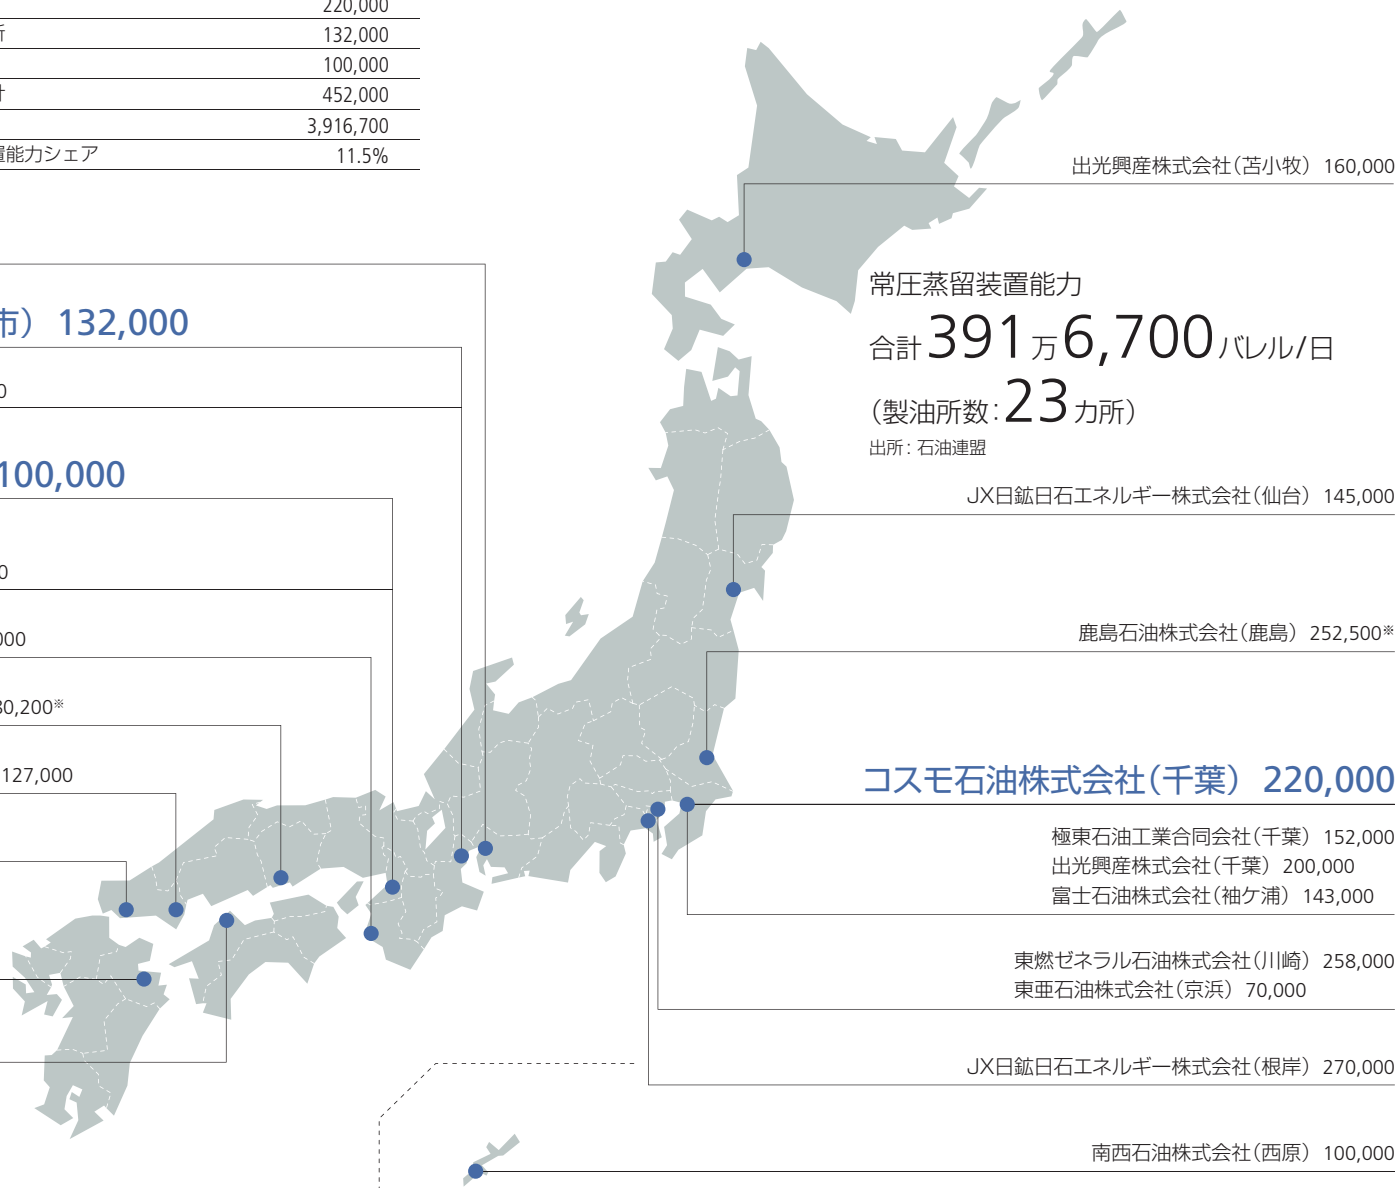 220,000
132,000
100,000
452,000
3,916,700
能力シェア 11.5%
出光興産株式会社（苫小牧） 160,000
常圧蒸留装置能力
合計391万6,700バレル/日
（製油所数：23カ所）
出所：石油連盟
市） 132,000
0
100,000
JX日鉱日石エネルギー株式会社（仙台） 145,000
0
000
鹿島石油株式会社（鹿島） 252,500※
80,200※
127,000
コスモ石油株式会社（千葉） 220,000
極東石油工業合同会社（千葉） 152,000
出光興産株式会社（千葉） 200,000
富士石油株式会社（袖ケ浦） 143,000
東燃ゼネラル石油株式会社（川崎） 258,000
東亜石油株式会社（京浜） 70,000
JX日鉱日石エネルギー株式会社（根岸） 270,000
南西石油株式会社（西原） 100,000